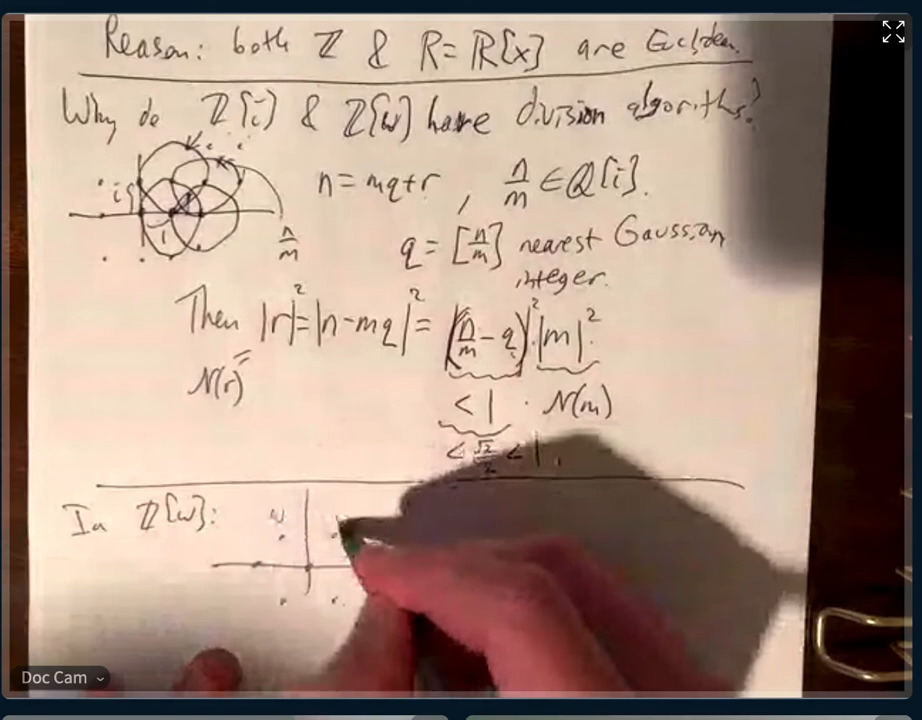 Reason: both ℤ & R = ℝ[x] are Euclidean.
Why do ℤ[i] & ℤ[ω] have division algorithms?
i
1
n/m
n = mq+r, n/m ∈ Q[i].
q = [n/m] nearest Gaussian
integer.
Then |r|² = |n-mq|² = |n/m - q|²·|m|².
N(r) =
< 1 · N(m)
< √2/2 < 1.
In ℤ[ω]:
ω
Doc Cam